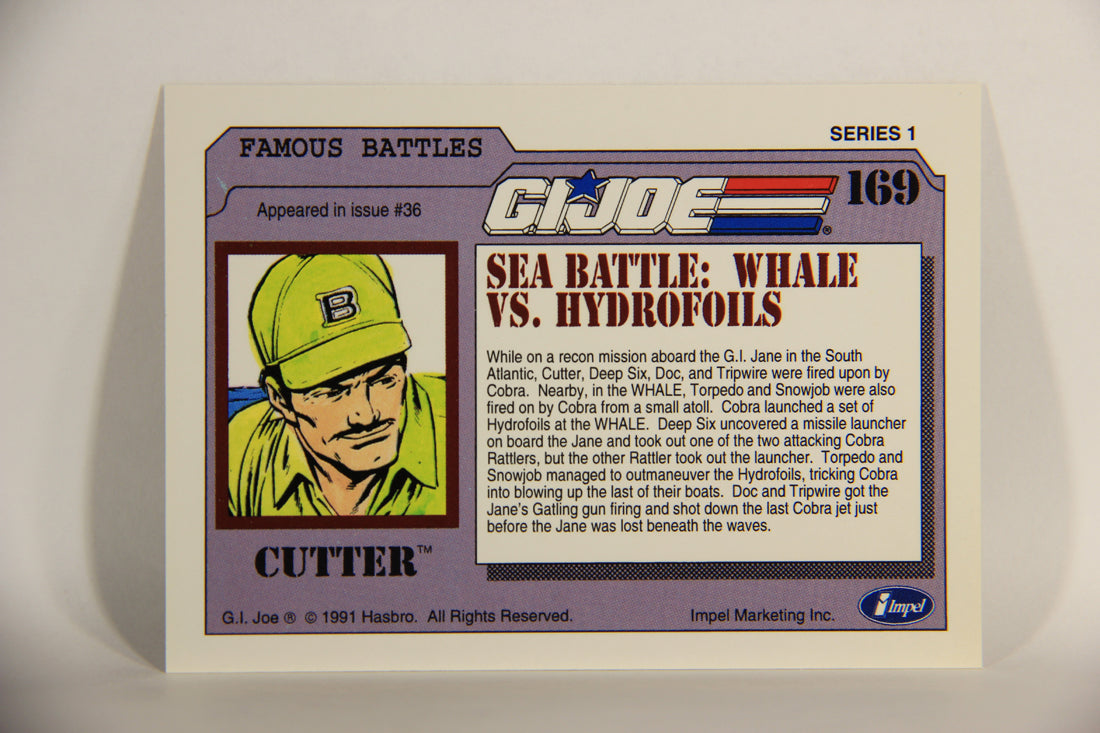 SERIES 1
FAMOUS BATTLES
Appeared in issue #36
G.I. JOE ®
169
B
SEA BATTLE: WHALE
VS. HYDROFOILS
While on a recon mission aboard the G.I. Jane in the South
Atlantic, Cutter, Deep Six, Doc, and Tripwire were fired upon by
Cobra. Nearby, in the WHALE, Torpedo and Snowjob were also
fired on by Cobra from a small atoll. Cobra launched a set of
Hydrofoils at the WHALE. Deep Six uncovered a missile launcher
on board the Jane and took out one of the two attacking Cobra
Rattlers, but the other Rattler took out the launcher. Torpedo and
Snowjob managed to outmaneuver the Hydrofoils, tricking Cobra
into blowing up the last of their boats. Doc and Tripwire got the
Jane's Gatling gun firing and shot down the last Cobra jet just
before the Jane was lost beneath the waves.
CUTTER™
G.I. Joe ® © 1991 Hasbro. All Rights Reserved.
Impel Marketing Inc.
Impel